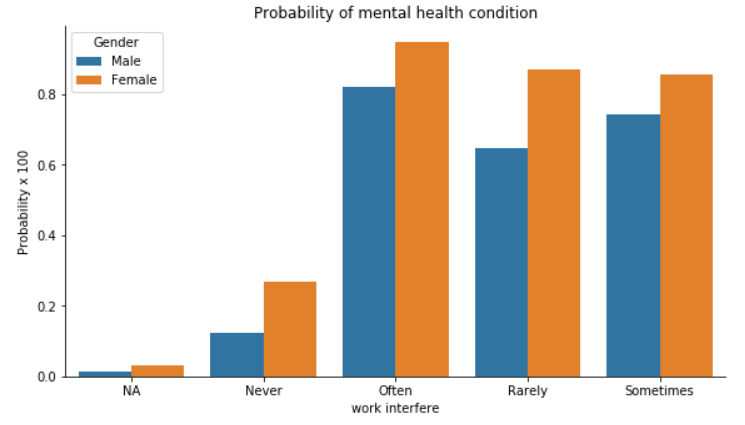 Probability of mental health condition
Gender
Male
Female
Probability x 100
0.8
0.6
0.4
0.2
0.0
NA Never Often Rarely Sometimes
work interfere